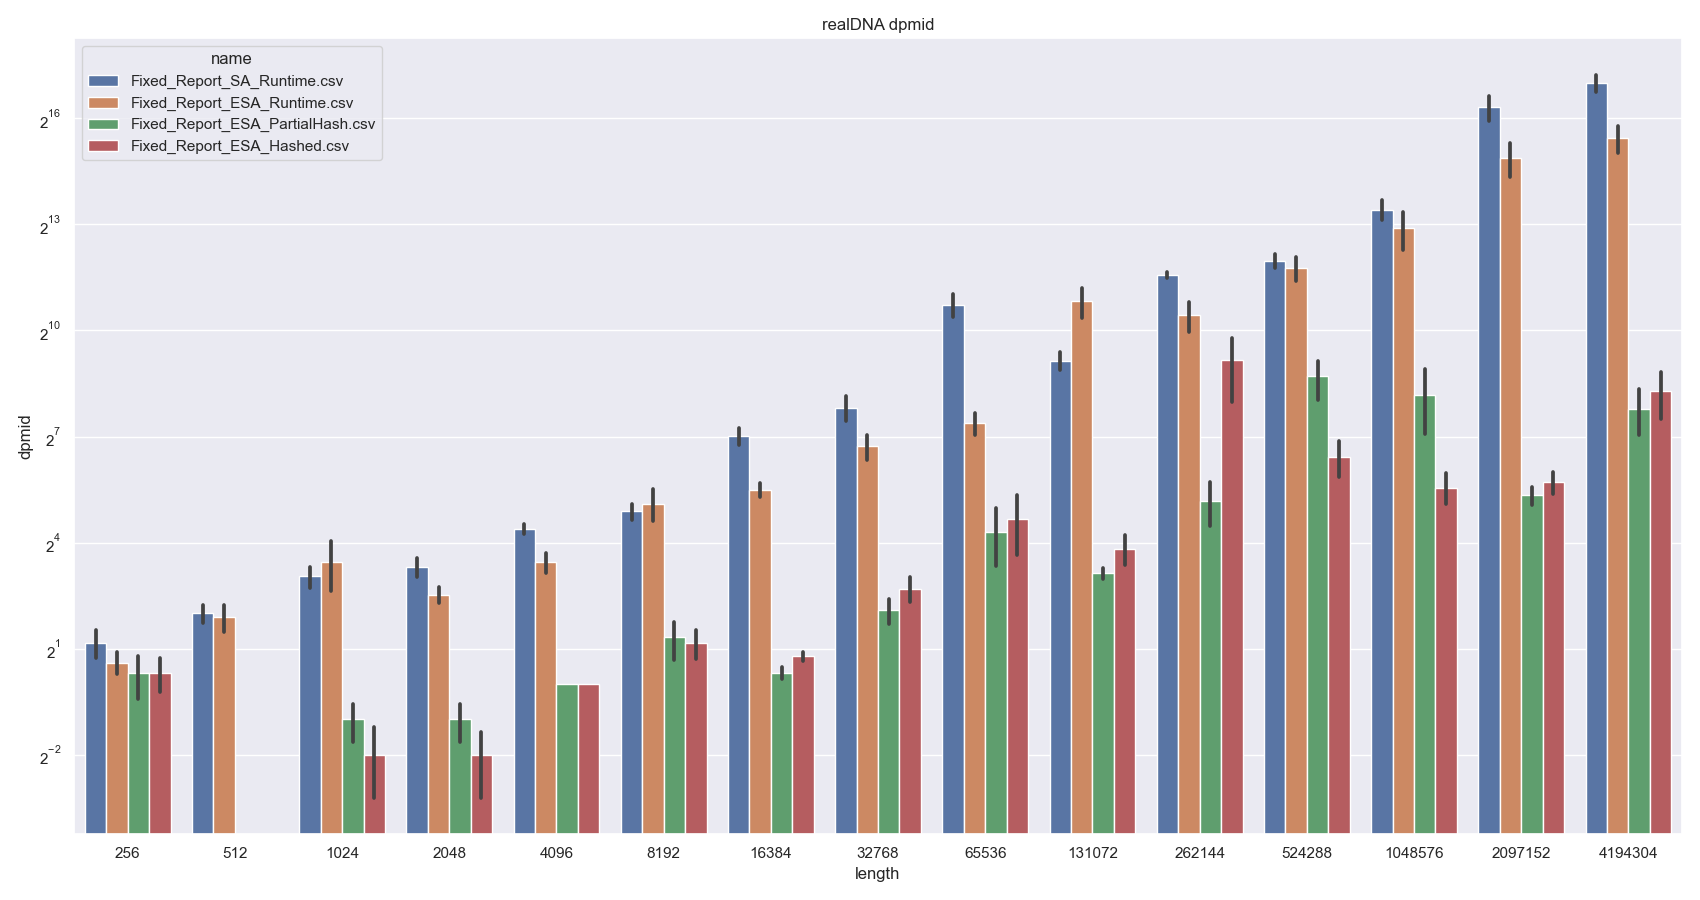 realDNA dpmid
name
Fixed_Report_SA_Runtime.csv
Fixed_Report_ESA_Runtime.csv
Fixed_Report_ESA_PartialHash.csv
Fixed_Report_ESA_Hashed.csv
2^16
2^13
2^10
2^7
2^4
2^1
2^−2
dpmid
256 512 1024 2048 4096 8192 16384 32768 65536 131072 262144 524288 1048576 2097152 4194304
length